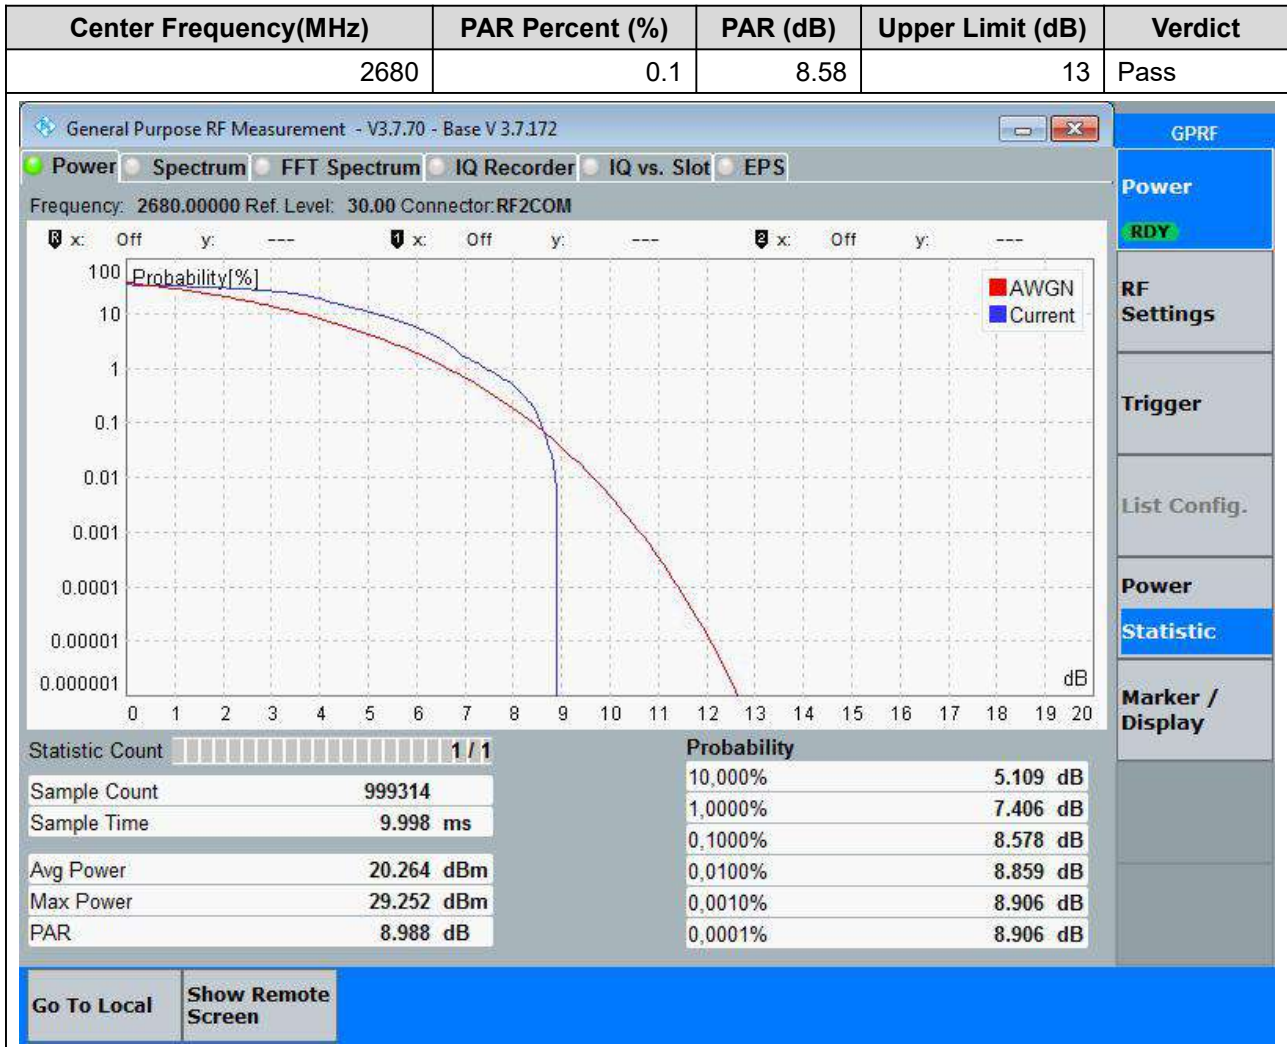 Center Frequency(MHz) PAR Percent (%) PAR (dB) Upper Limit (dB) Verdict
2680 0.1 8.58 13 Pass
General Purpose RF Measurement - V3.7.70 - Base V 3.7.172
GPRF
Power Spectrum FFT Spectrum IQ Recorder IQ vs. Slot EPS
Frequency: 2680.00000 Ref. Level: 30.00 Connector:RF2COM
R x: Off y: --- 1 x: Off y: --- 2 x: Off y: ---
Probability[%]
AWGN
Current
100
10
1
0.1
0.01
0.001
0.0001
0.00001
0.000001
dB
0 1 2 3 4 5 6 7 8 9 10 11 12 13 14 15 16 17 18 19 20
Statistic Count 1 / 1
Sample Count 999314
Sample Time 9.998 ms
Avg Power 20.264 dBm
Max Power 29.252 dBm
PAR 8.988 dB
Probability
10,000% 5.109 dB
1,0000% 7.406 dB
0,1000% 8.578 dB
0,0100% 8.859 dB
0,0010% 8.906 dB
0,0001% 8.906 dB
Power
RDY
RF
Settings
Trigger
List Config.
Power
Statistic
Marker /
Display
Go To Local
Show Remote
Screen